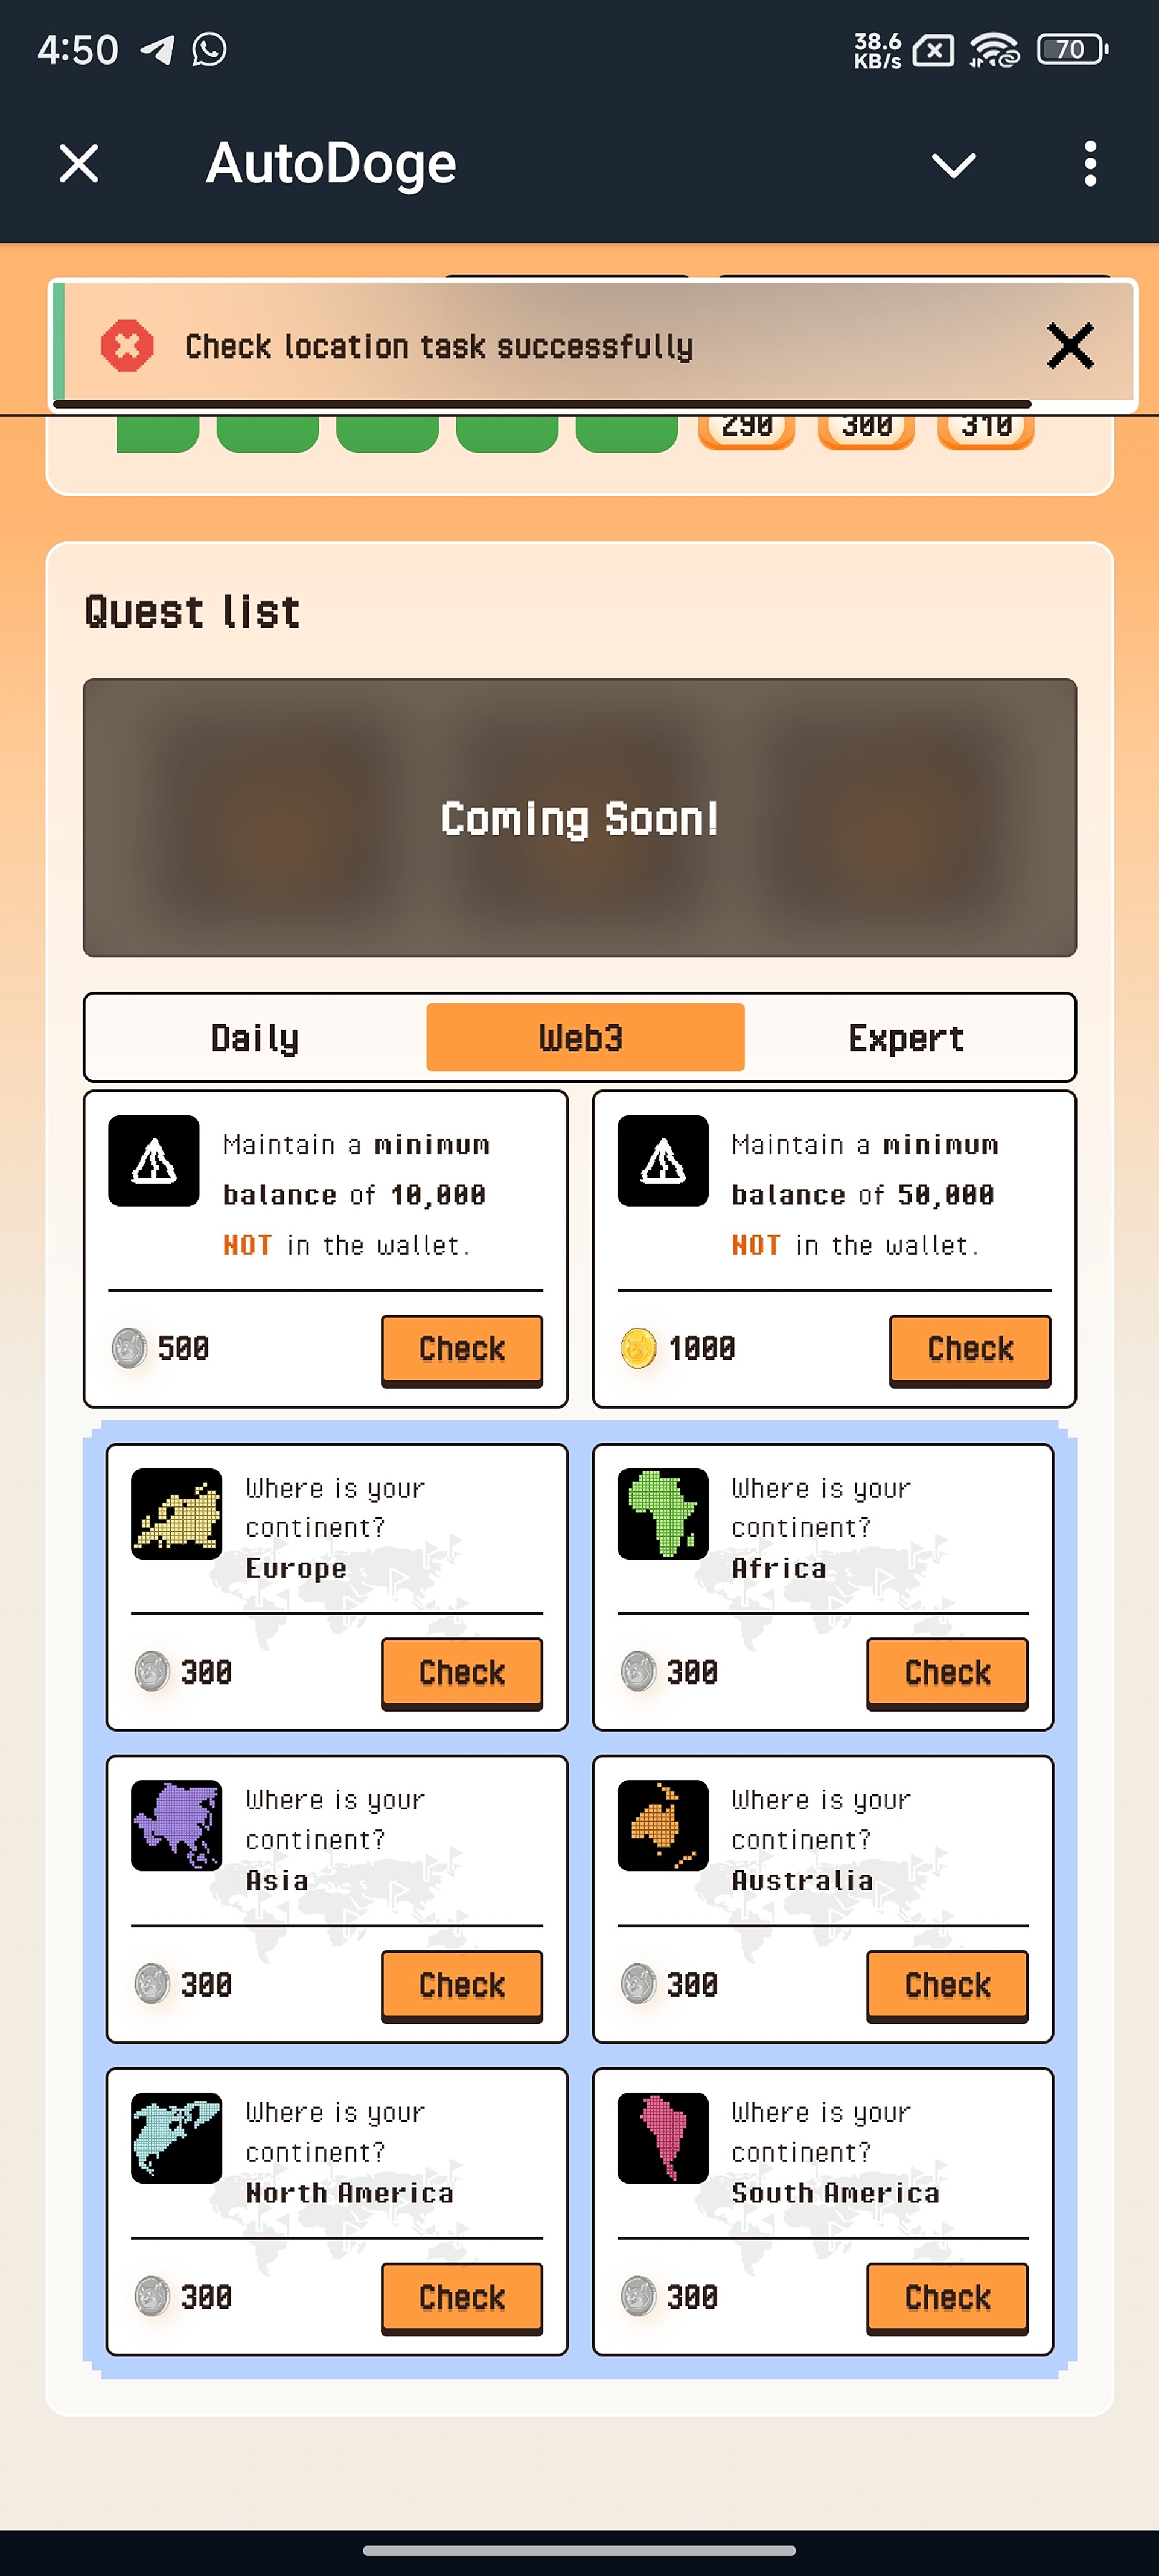 4:50
38.6
KB/s
70
AutoDoge
Check location task successfully
290 300 310
Quest list
Coming Soon!
Daily Web3 Expert
Maintain a minimum
balance of 10,000
NOT in the wallet.
500 Check
Maintain a minimum
balance of 50,000
NOT in the wallet.
1000 Check
Where is your
continent?
Europe
300 Check
Where is your
continent?
Africa
300 Check
Where is your
continent?
Asia
300 Check
Where is your
continent?
Australia
300 Check
Where is your
continent?
North America
300 Check
Where is your
continent?
South America
300 Check